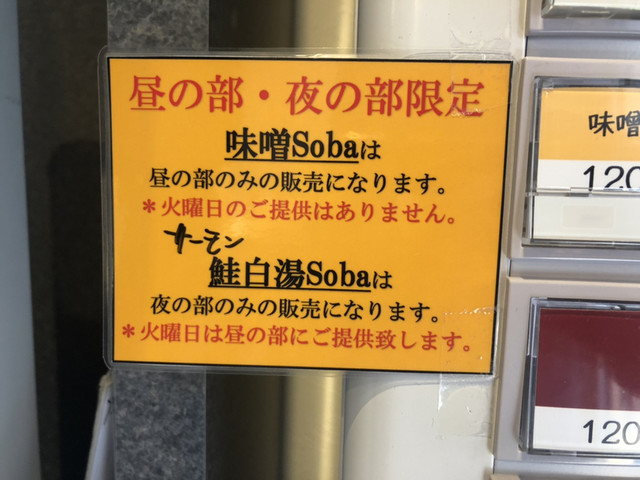 昼の部・夜の部限定
味噌Sobaは
昼の部のみの販売になります。
＊火曜日のご提供はありません。
サーモン
鮭白湯Sobaは
夜の部のみの販売になります。
＊火曜日は昼の部にご提供致します。
味噌
120
120